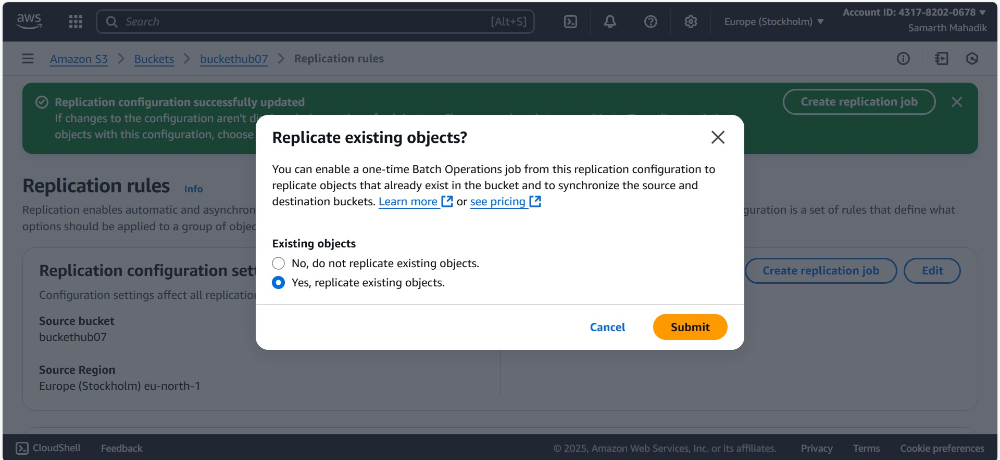 aws
Search
[Alt+S]
Europe (Stockholm)
Account ID: 4317-8202-0678
Samarth Mahadik
Amazon S3
Buckets
buckethub07
Replication rules
Replication configuration successfully updated
If changes to the configuration aren't
objects with this configuration, choose
Create replication job
Replicate existing objects?
You can enable a one-time Batch Operations job from this replication configuration to
replicate objects that already exist in the bucket and to synchronize the source and
destination buckets. Learn more or see pricing
Existing objects
No, do not replicate existing objects.
Yes, replicate existing objects.
Cancel
Submit
Replication rules Info
Replication enables automatic and asynchron guration is a set of rules that define what
options should be applied to a group of objec
Replication configuration set
Create replication job
Edit
Configuration settings affect all replication
Source bucket
buckethub07
Source Region
Europe (Stockholm) eu-north-1
CloudShell
Feedback
© 2025, Amazon Web Services, Inc. or its affiliates.
Privacy
Terms
Cookie preferences